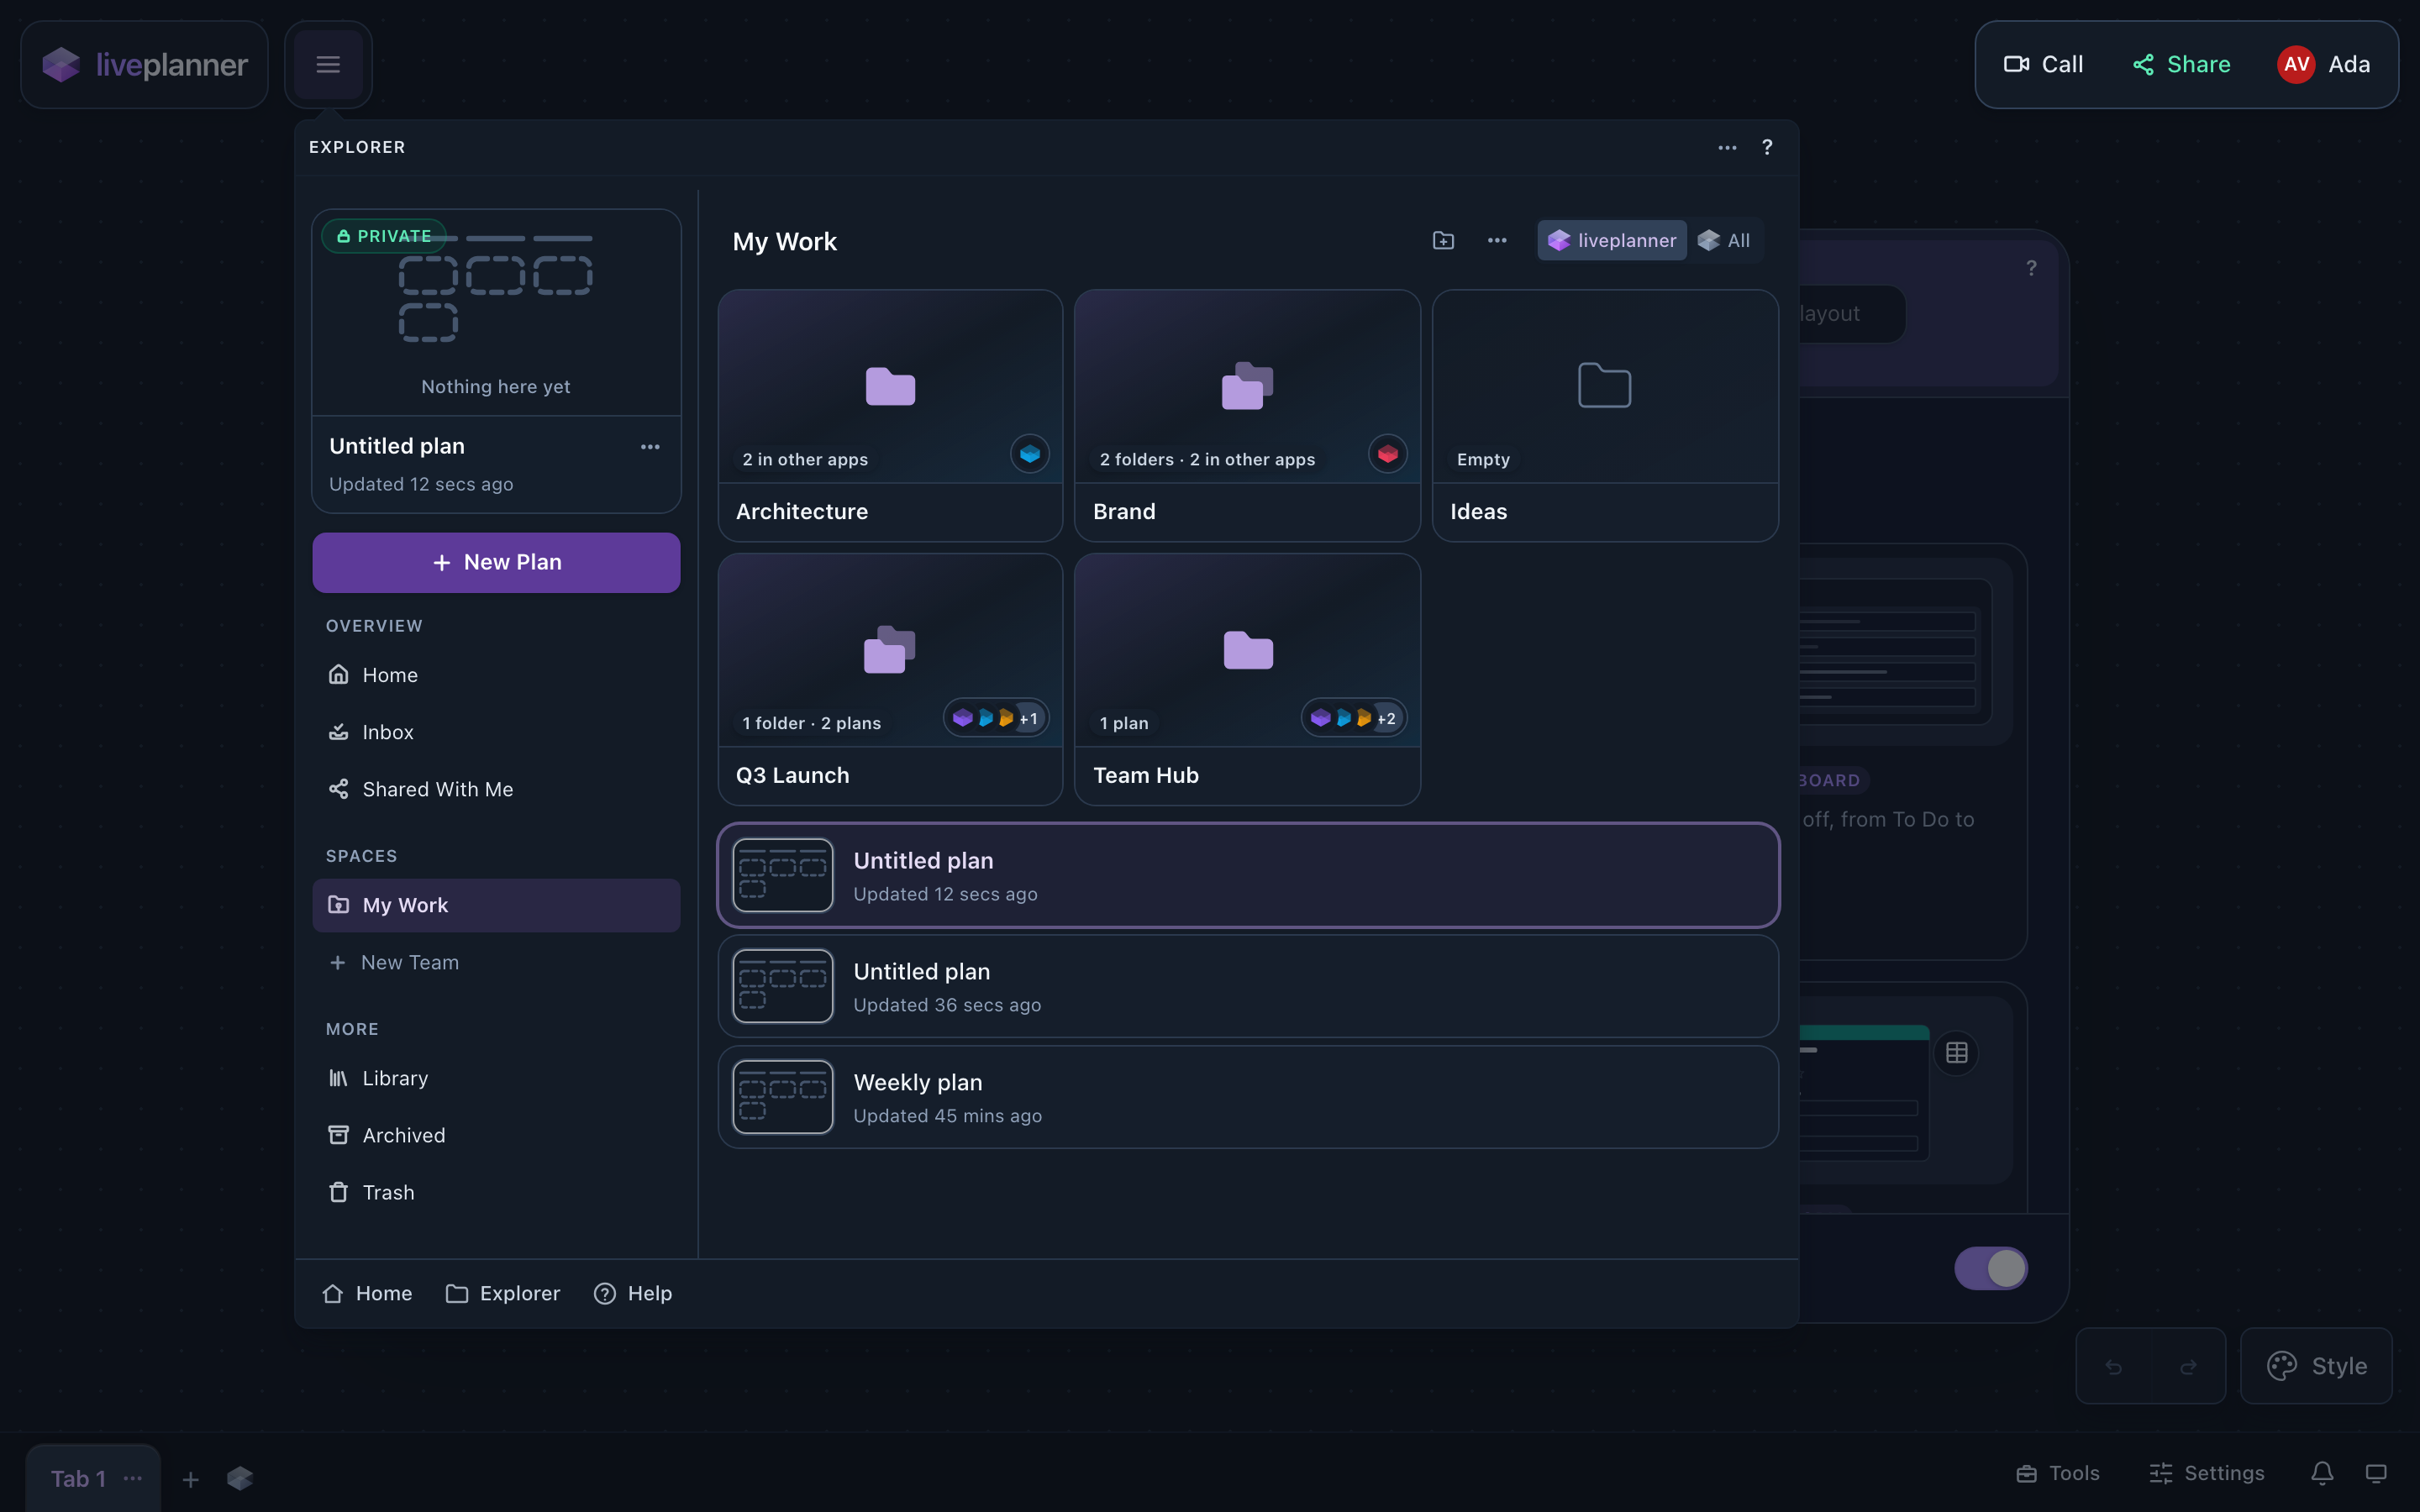 liveplanner
Call
Share
AV
Ada
EXPLORER
?
PRIVATE
Nothing here yet
Untitled plan
Updated 12 secs ago
New Plan
OVERVIEW
Home
Inbox
Shared With Me
SPACES
My Work
New Team
MORE
Library
Archived
Trash
My Work
liveplanner
All
2 in other apps
Architecture
2 folders · 2 in other apps
Brand
Empty
Ideas
1 folder · 2 plans
+1
Q3 Launch
1 plan
+2
Team Hub
Untitled plan
Updated 12 secs ago
Untitled plan
Updated 36 secs ago
Weekly plan
Updated 45 mins ago
Home
Explorer
Help
?
layout
BOARD
off, from To Do to
Style
Tab 1
Tools
Settings